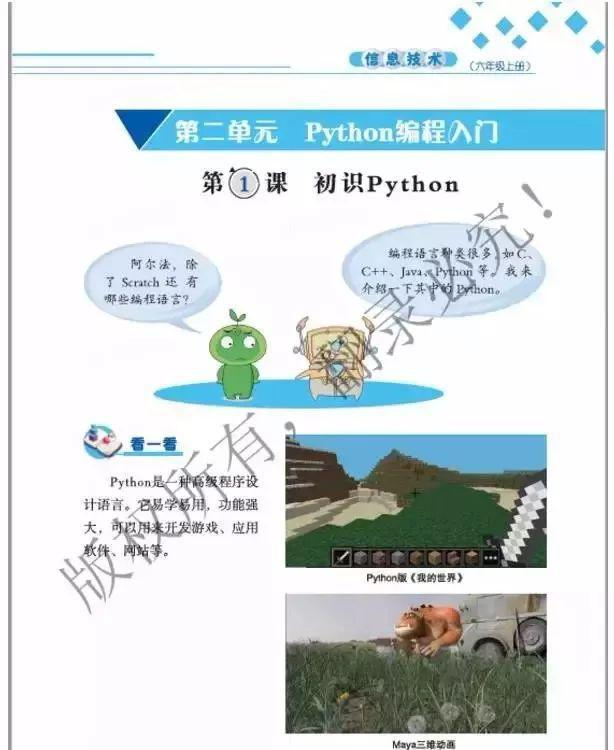 信息技术
(六年级上册)
第二单元 Python编程入门
第1课 初识Python
阿尔法，除
了 Scratch 还有
哪些编程语言？
编程语言种类很多，如 C、
C++、Java、Python 等。我来
介绍一下其中的 Python。
看一看
Python是一种高级程序设
计语言。它易学易用，功能强
大，可以用来开发游戏、应用
软件、网站等。
Python版《我的世界》
Maya三维动画
版权所有，翻录必究！